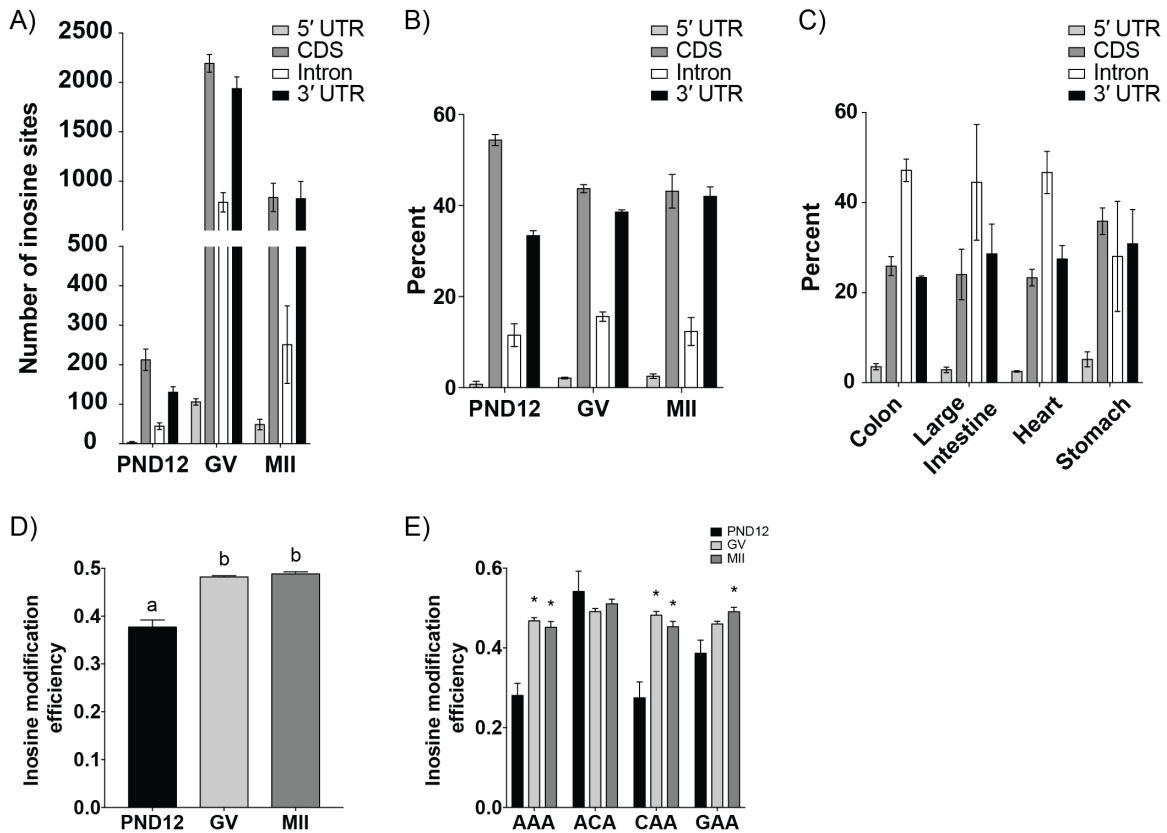 A)
5′ UTR
CDS
Intron
3′ UTR
Number of inosine sites
2500
2000
1500
1000
500
400
300
200
100
0
PND12 GV MII
B)
5′ UTR
CDS
Intron
3′ UTR
Percent
60
40
20
0
PND12 GV MII
C)
5′ UTR
CDS
Intron
3′ UTR
Percent
60
40
20
0
Colon
Large
Intestine
Heart
Stomach
D)
Inosine modification
efficiency
0.5
0.4
0.3
0.2
0.1
0.0
a
b
b
PND12 GV MII
E)
PND12
GV
MII
Inosine modification
efficiency
0.6
0.4
0.2
0.0
* *
* *
*
AAA ACA CAA GAA